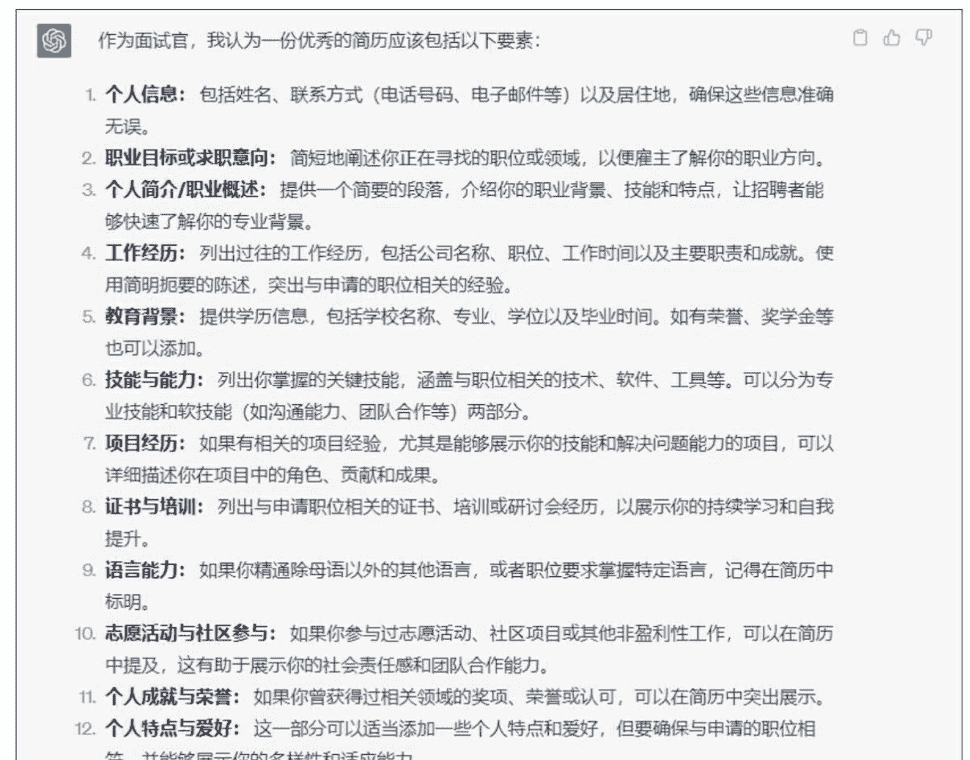 作为面试官，我认为一份优秀的简历应该包括以下要素：
1. 个人信息： 包括姓名、联系方式（电话号码、电子邮件等）以及居住地，确保这些信息准确
无误。
2. 职业目标或求职意向： 简短地阐述你正在寻找的职位或领域，以便雇主了解你的职业方向。
3. 个人简介/职业概述： 提供一个简要的段落，介绍你的职业背景、技能和特点，让招聘者能
够快速了解你的专业背景。
4. 工作经历： 列出过往的工作经历，包括公司名称、职位、工作时间以及主要职责和成就。使
用简明扼要的陈述，突出与申请的职位相关的经验。
5. 教育背景： 提供学历信息，包括学校名称、专业、学位以及毕业时间。如有荣誉、奖学金等
也可以添加。
6. 技能与能力： 列出你掌握的关键技能，涵盖与职位相关的技术、软件、工具等。可以分为专
业技能和软技能（如沟通能力、团队合作等）两部分。
7. 项目经历： 如果有相关的项目经验，尤其是能够展示你的技能和解决问题能力的项目，可以
详细描述你在项目中的角色、贡献和成果。
8. 证书与培训： 列出与申请职位相关的证书、培训或研讨会经历，以展示你的持续学习和自我
提升。
9. 语言能力： 如果你精通除母语以外的其他语言，或者职位要求掌握特定语言，记得在简历中
标明。
10. 志愿活动与社区参与： 如果你参与过志愿活动、社区项目或其他非盈利性工作，可以在简历
中提及，这有助于展示你的社会责任感和团队合作能力。
11. 个人成就与荣誉： 如果你曾获得过相关领域的奖项、荣誉或认可，可以在简历中突出展示。
12. 个人特点与爱好： 这一部分可以适当添加一些个人特点和爱好，但要确保与申请的职位相
符，并能够展示你的多样性和适应能力